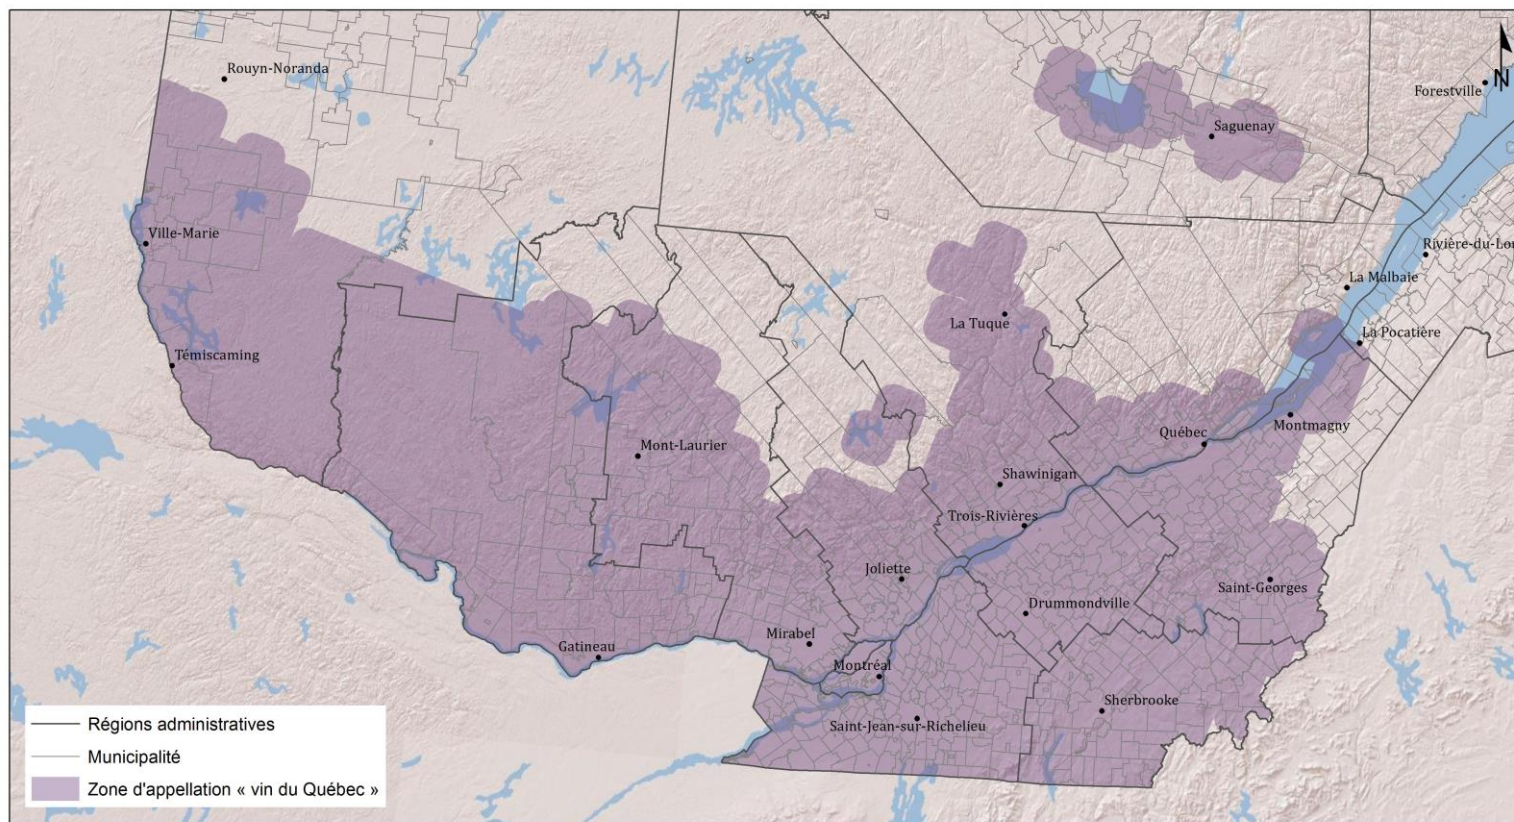 Rouyn-Noranda
N
Forestville
Saguenay
Ville-Marie
Rivière-du-Lou
La Malbaie
La Tuque
La Pocatière
Témiscaming
Montmagny
Québec
Mont-Laurier
Shawinigan
Trois-Rivières
Joliette
Saint-Georges
Drummondville
Mirabel
Gatineau
Montréal
Sherbrooke
Saint-Jean-sur-Richelieu
Régions administratives
Municipalité
Zone d'appellation « vin du Québec »